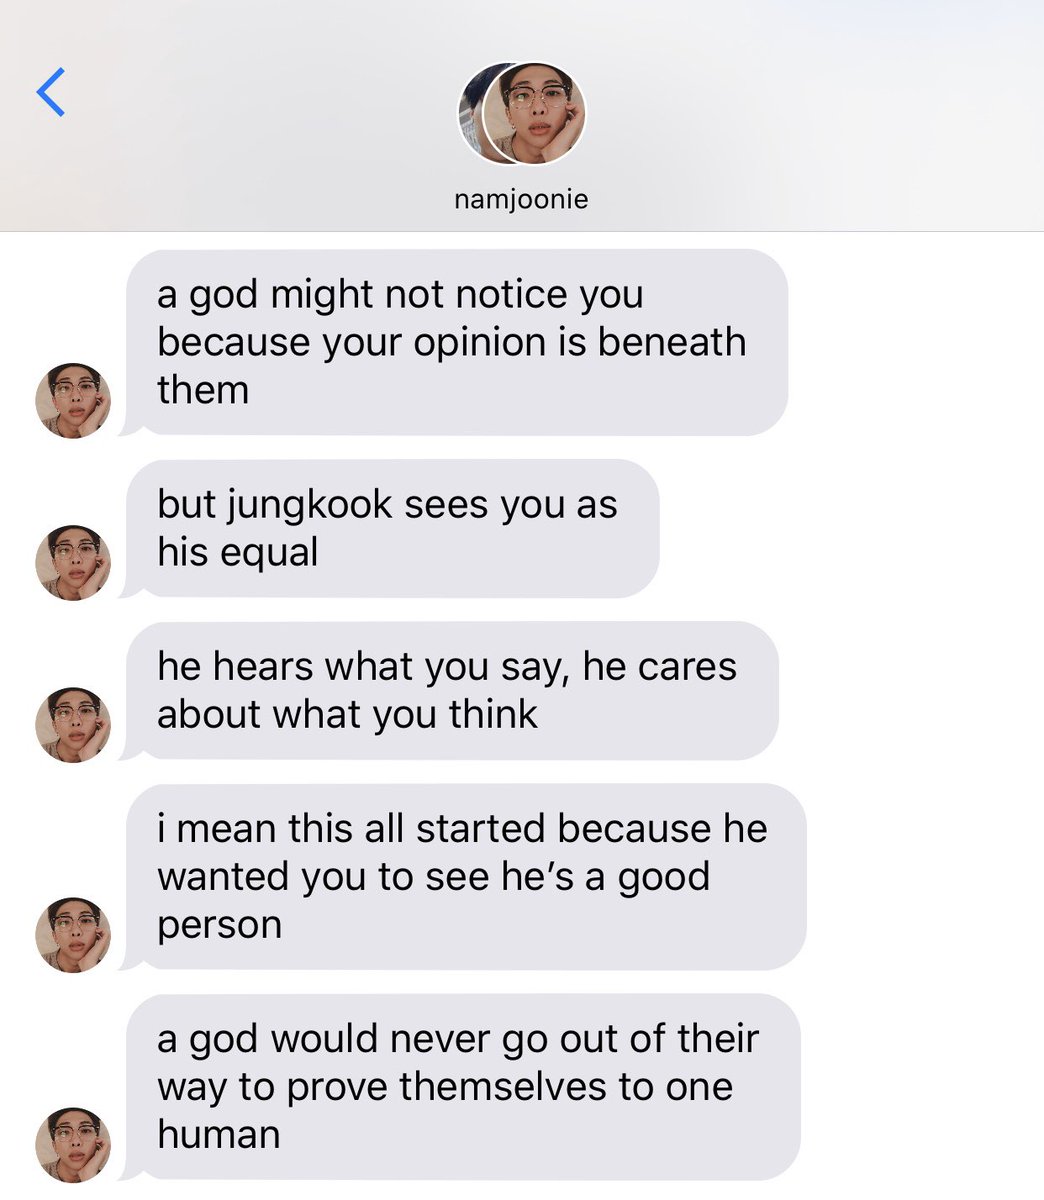 namjoonie
a god might not notice you
because your opinion is beneath
them
but jungkook sees you as
his equal
he hears what you say, he cares
about what you think
i mean this all started because he
wanted you to see he’s a good
person
a god would never go out of their
way to prove themselves to one
human